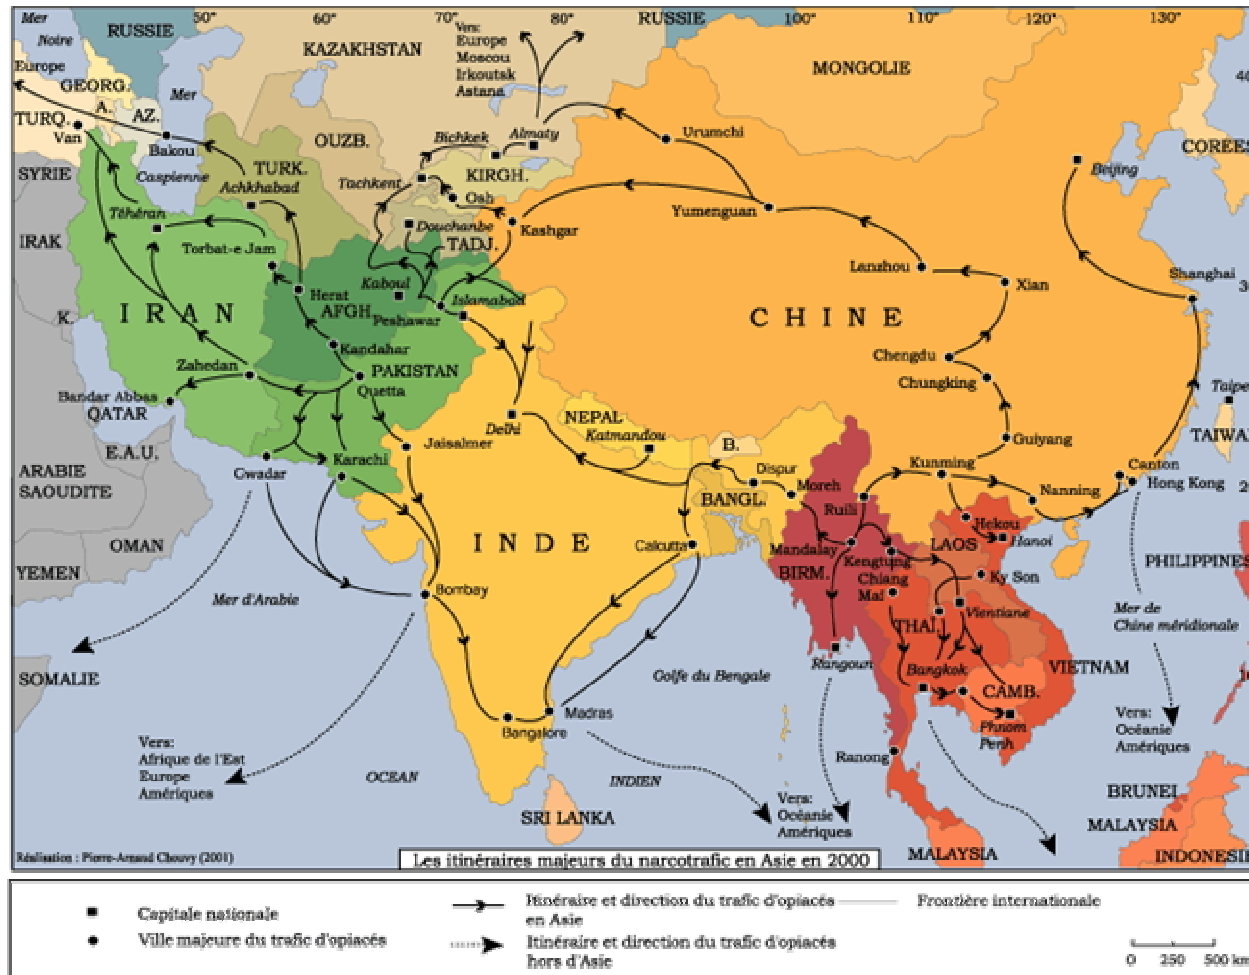 50° 60° 70° 80° 100° 110° 120° 130°
Mer
Noire
RUSSIE
KAZAKHSTAN
Vers:
Europe
Moscou
Irkoutsk
Astana
RUSSIE
MONGOLIE
Europe
GEORG.
A.
AZ.
Mer
Caspienne
TURQ.
Van
Bakou
OUZB.
Bichkek
Almaty
Urumchi
CORÉES
Beijing
SYRIE
TURK.
Achkhabad
Tachkent
KIRGH.
Osh
Téhéran
Douchanbe
Kashgar
Yumenguan
IRAK
Torbat-e Jam
TADJ.
Lanzhou
Xian
Shanghai
Kaboul
Islamabad
Herat
AFGH.
Peshawar
IRAN
K.
CHINE
Kandahar
Chengdu
Zahedan
PAKISTAN
Quetta
Chungking
Bandar Abbas
QATAR
Delhi
NEPAL
Katmandou
B.
Taipei
TAIWA
E.A.U.
Jaisalmer
Guiyang
ARABIE
SAOUDITE
Gwadar
Karachi
Dispur
Kunming
Canton
Hong Kong
BANGL.
Moreh
Nanning
Ruili
OMAN
INDE
Calcutta
Mandalay
Hekou
Hanoi
LAOS
PHILIPPINES
YEMEN
BIRM.
Kengtung
Chiang
Mai
Ky Son
Bombay
Mer d'Arabie
Vientiane
THAÏ.
Mer de
Chine méridionale
SOMALIE
Golfe du Bengale
Rangoun
Bangkok
VIETNAM
CAMB.
Phnom
Penh
Madras
Bangalore
Vers:
Afrique de l'Est
Europe
Amériques
OCEAN
INDIEN
Ranong
Vers:
Océanie
Amériques
Vers:
Océanie
Amériques
SRI LANKA
BRUNEI
MALAYSIA
MALAYSIA
INDONESI
Réalisation : Pierre-Arnaud Chouvy (2001)
Les itinéraires majeurs du narcotrafic en Asie en 2000
Capitale nationale
Ville majeure du trafic d'opiacés
Itinéraire et direction du trafic d'opiacés
en Asie
Itinéraire et direction du trafic d'opiacés
hors d'Asie
Frontière internationale
0 250 500 km